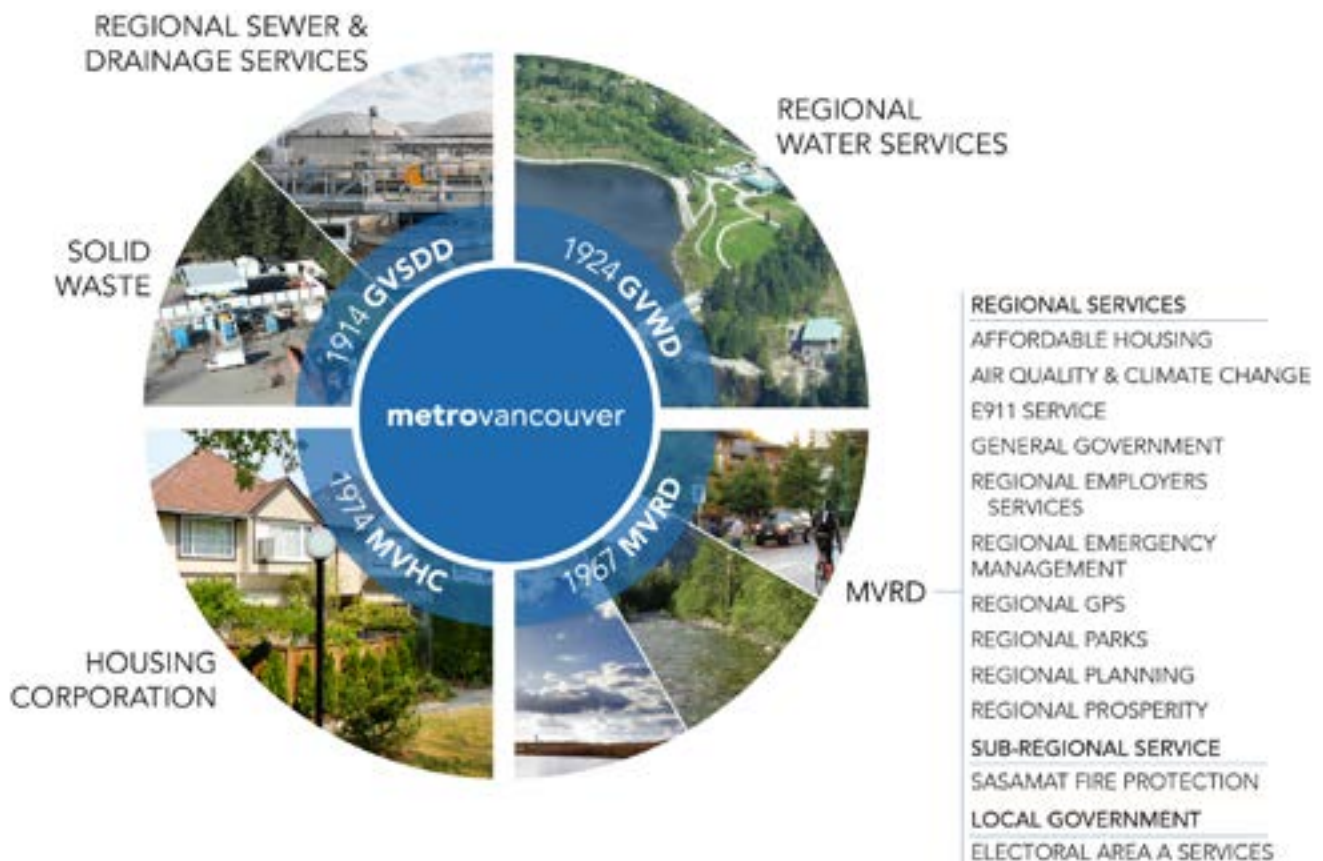 REGIONAL SEWER &
DRAINAGE SERVICES
REGIONAL
WATER SERVICES
SOLID
WASTE
1914 GVSDD
1924 GVWD
metrovancouver
1974 MVHC
1967 MVRD
HOUSING
CORPORATION
MVRD
REGIONAL SERVICES
AFFORDABLE HOUSING
AIR QUALITY & CLIMATE CHANGE
E911 SERVICE
GENERAL GOVERNMENT
REGIONAL EMPLOYERS
SERVICES
REGIONAL EMERGENCY
MANAGEMENT
REGIONAL GPS
REGIONAL PARKS
REGIONAL PLANNING
REGIONAL PROSPERITY
SUB-REGIONAL SERVICE
SASAMAT FIRE PROTECTION
LOCAL GOVERNMENT
ELECTORAL AREA A SERVICES